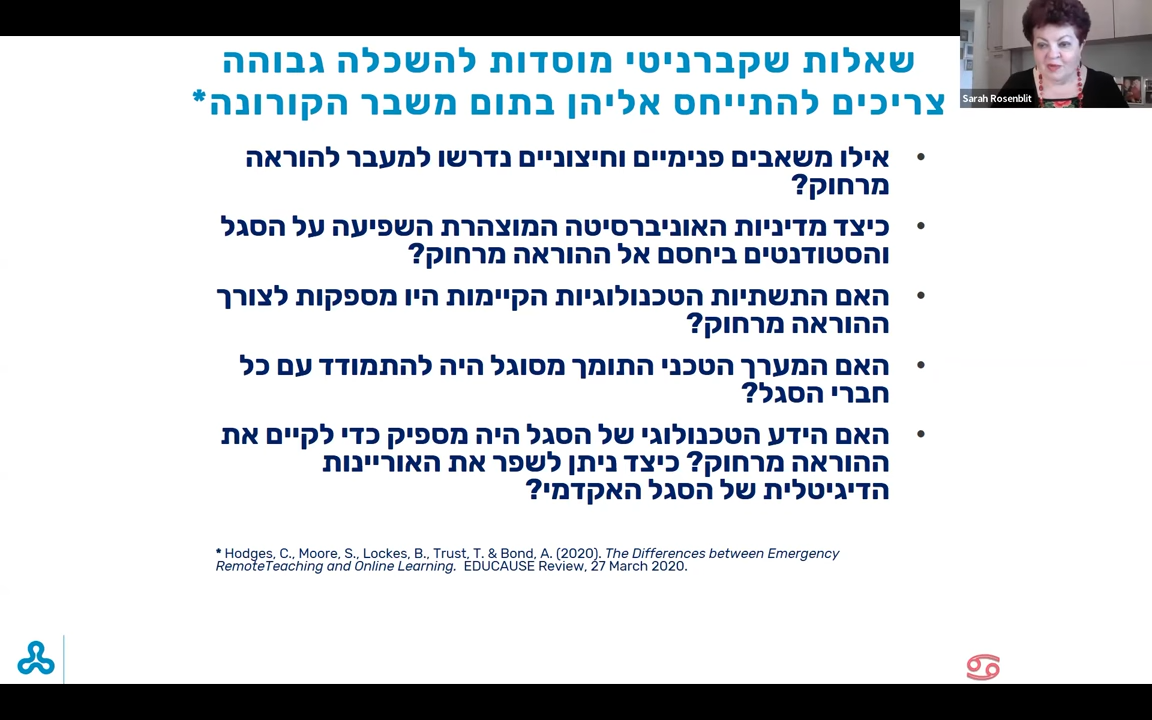 שאלות שקברניטי מוסדות להשכלה גבוהה
צריכים להתייחס אליהן בתום משבר הקורונה*
Sarah Rosenblit
• אילו משאבים פנימיים וחיצוניים נדרשו למעבר להוראה
מרחוק?
• כיצד מדיניות האוניברסיטה המוצהרת השפיעה על הסגל
והסטודנטים ביחסם אל ההוראה מרחוק?
• האם התשתיות הטכנולוגיות הקיימות היו מספקות לצורך
ההוראה מרחוק?
• האם המערך הטכני התומך מסוגל היה להתמודד עם כל
חברי הסגל?
• האם הידע הטכנולוגי של הסגל היה מספיק כדי לקיים את
ההוראה מרחוק? כיצד ניתן לשפר את האוריינות
הדיגיטלית של הסגל האקדמי?
* Hodges, C., Moore, S., Lockes, B., Trust, T. & Bond, A. (2020). The Differences between Emergency
RemoteTeaching and Online Learning. EDUCAUSE Review, 27 March 2020.